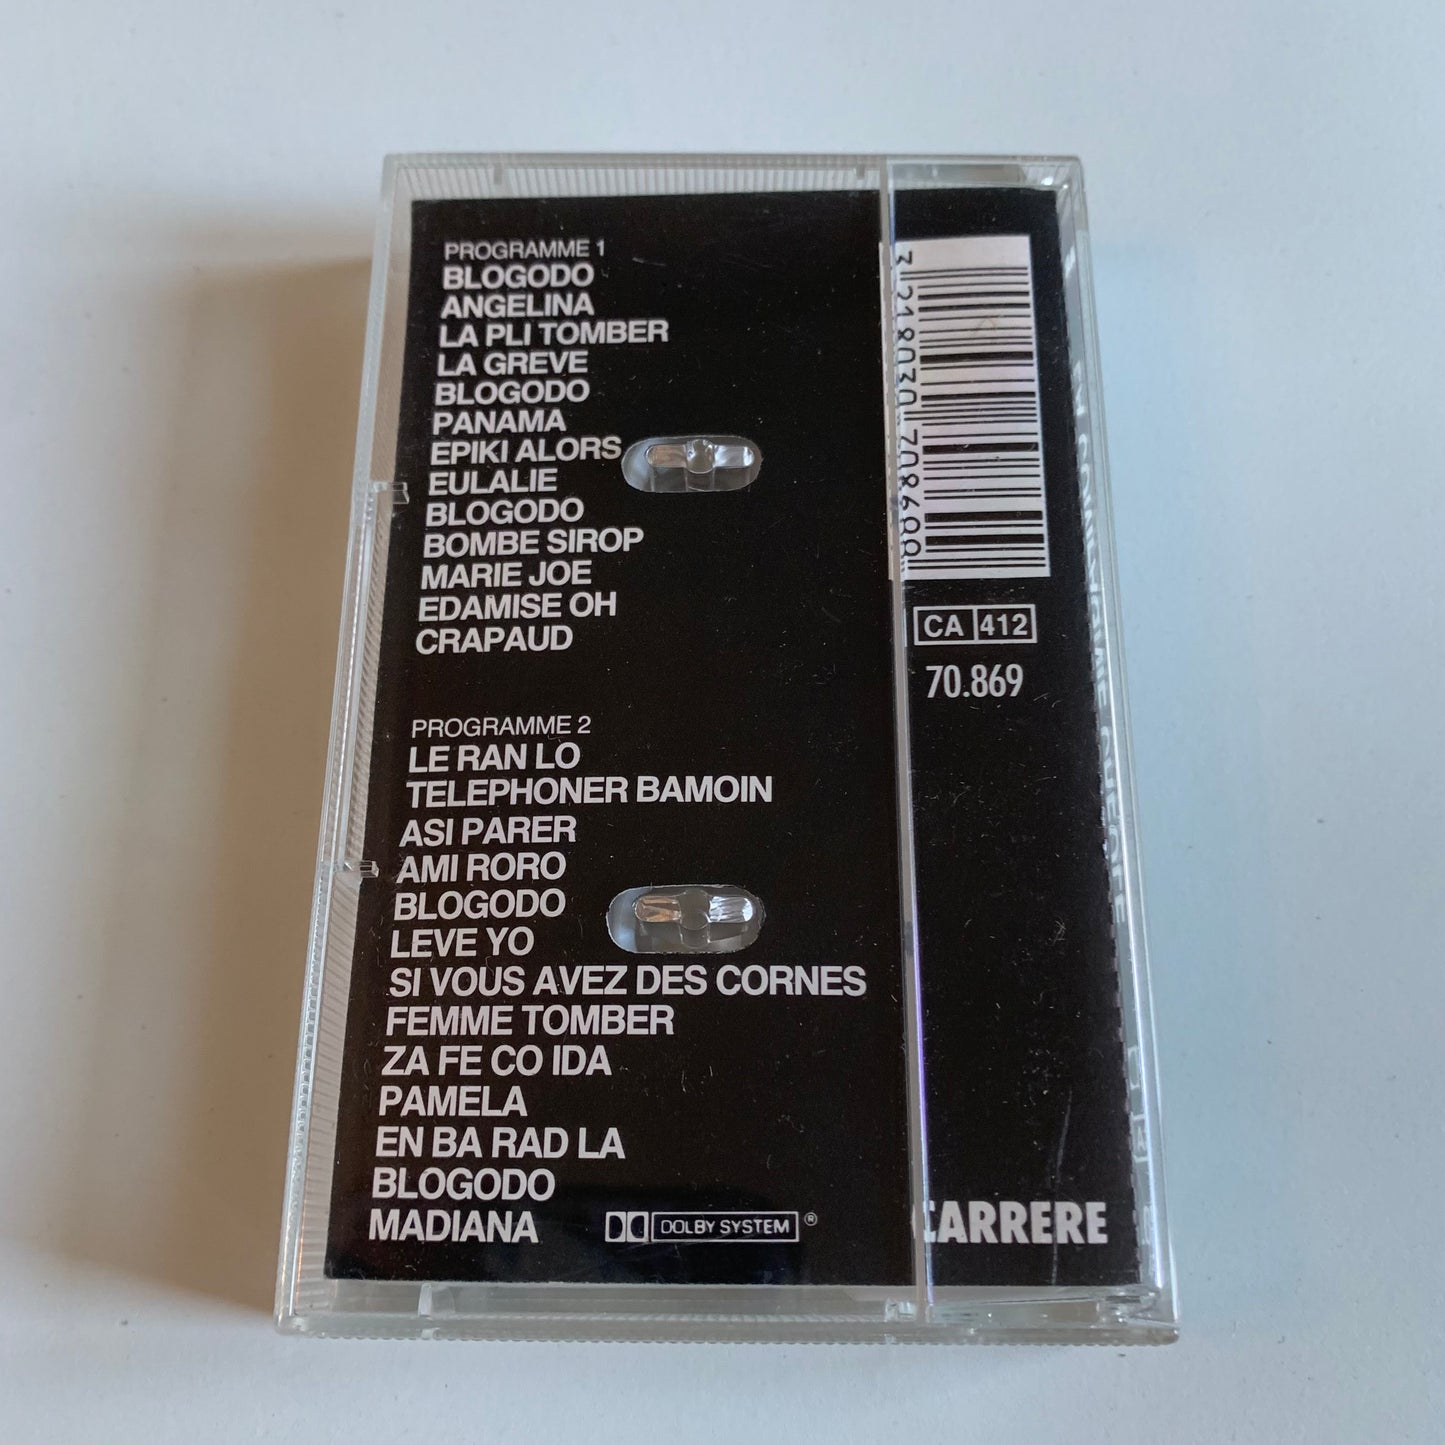 PROGRAMME 1
BLOGODO
ANGELINA
LA PLI TOMBER
LA GREVE
BLOGODO
PANAMA
EPIKI ALORS
EULALIE
BLOGODO
BOMBE SIROP
MARIE JOE
EDAMISE OH
CRAPAUD
PROGRAMME 2
LE RAN LO
TELEPHONER BAMOIN
ASI PARER
AMI RORO
BLOGODO
LEVE YO
SI VOUS AVEZ DES CORNES
FEMME TOMBER
ZA FE CO IDA
PAMELA
EN BA RAD LA
BLOGODO
MADIANA
DOLBY SYSTEM ®
3 218030 708698
CA 412
70.869
CARRERE